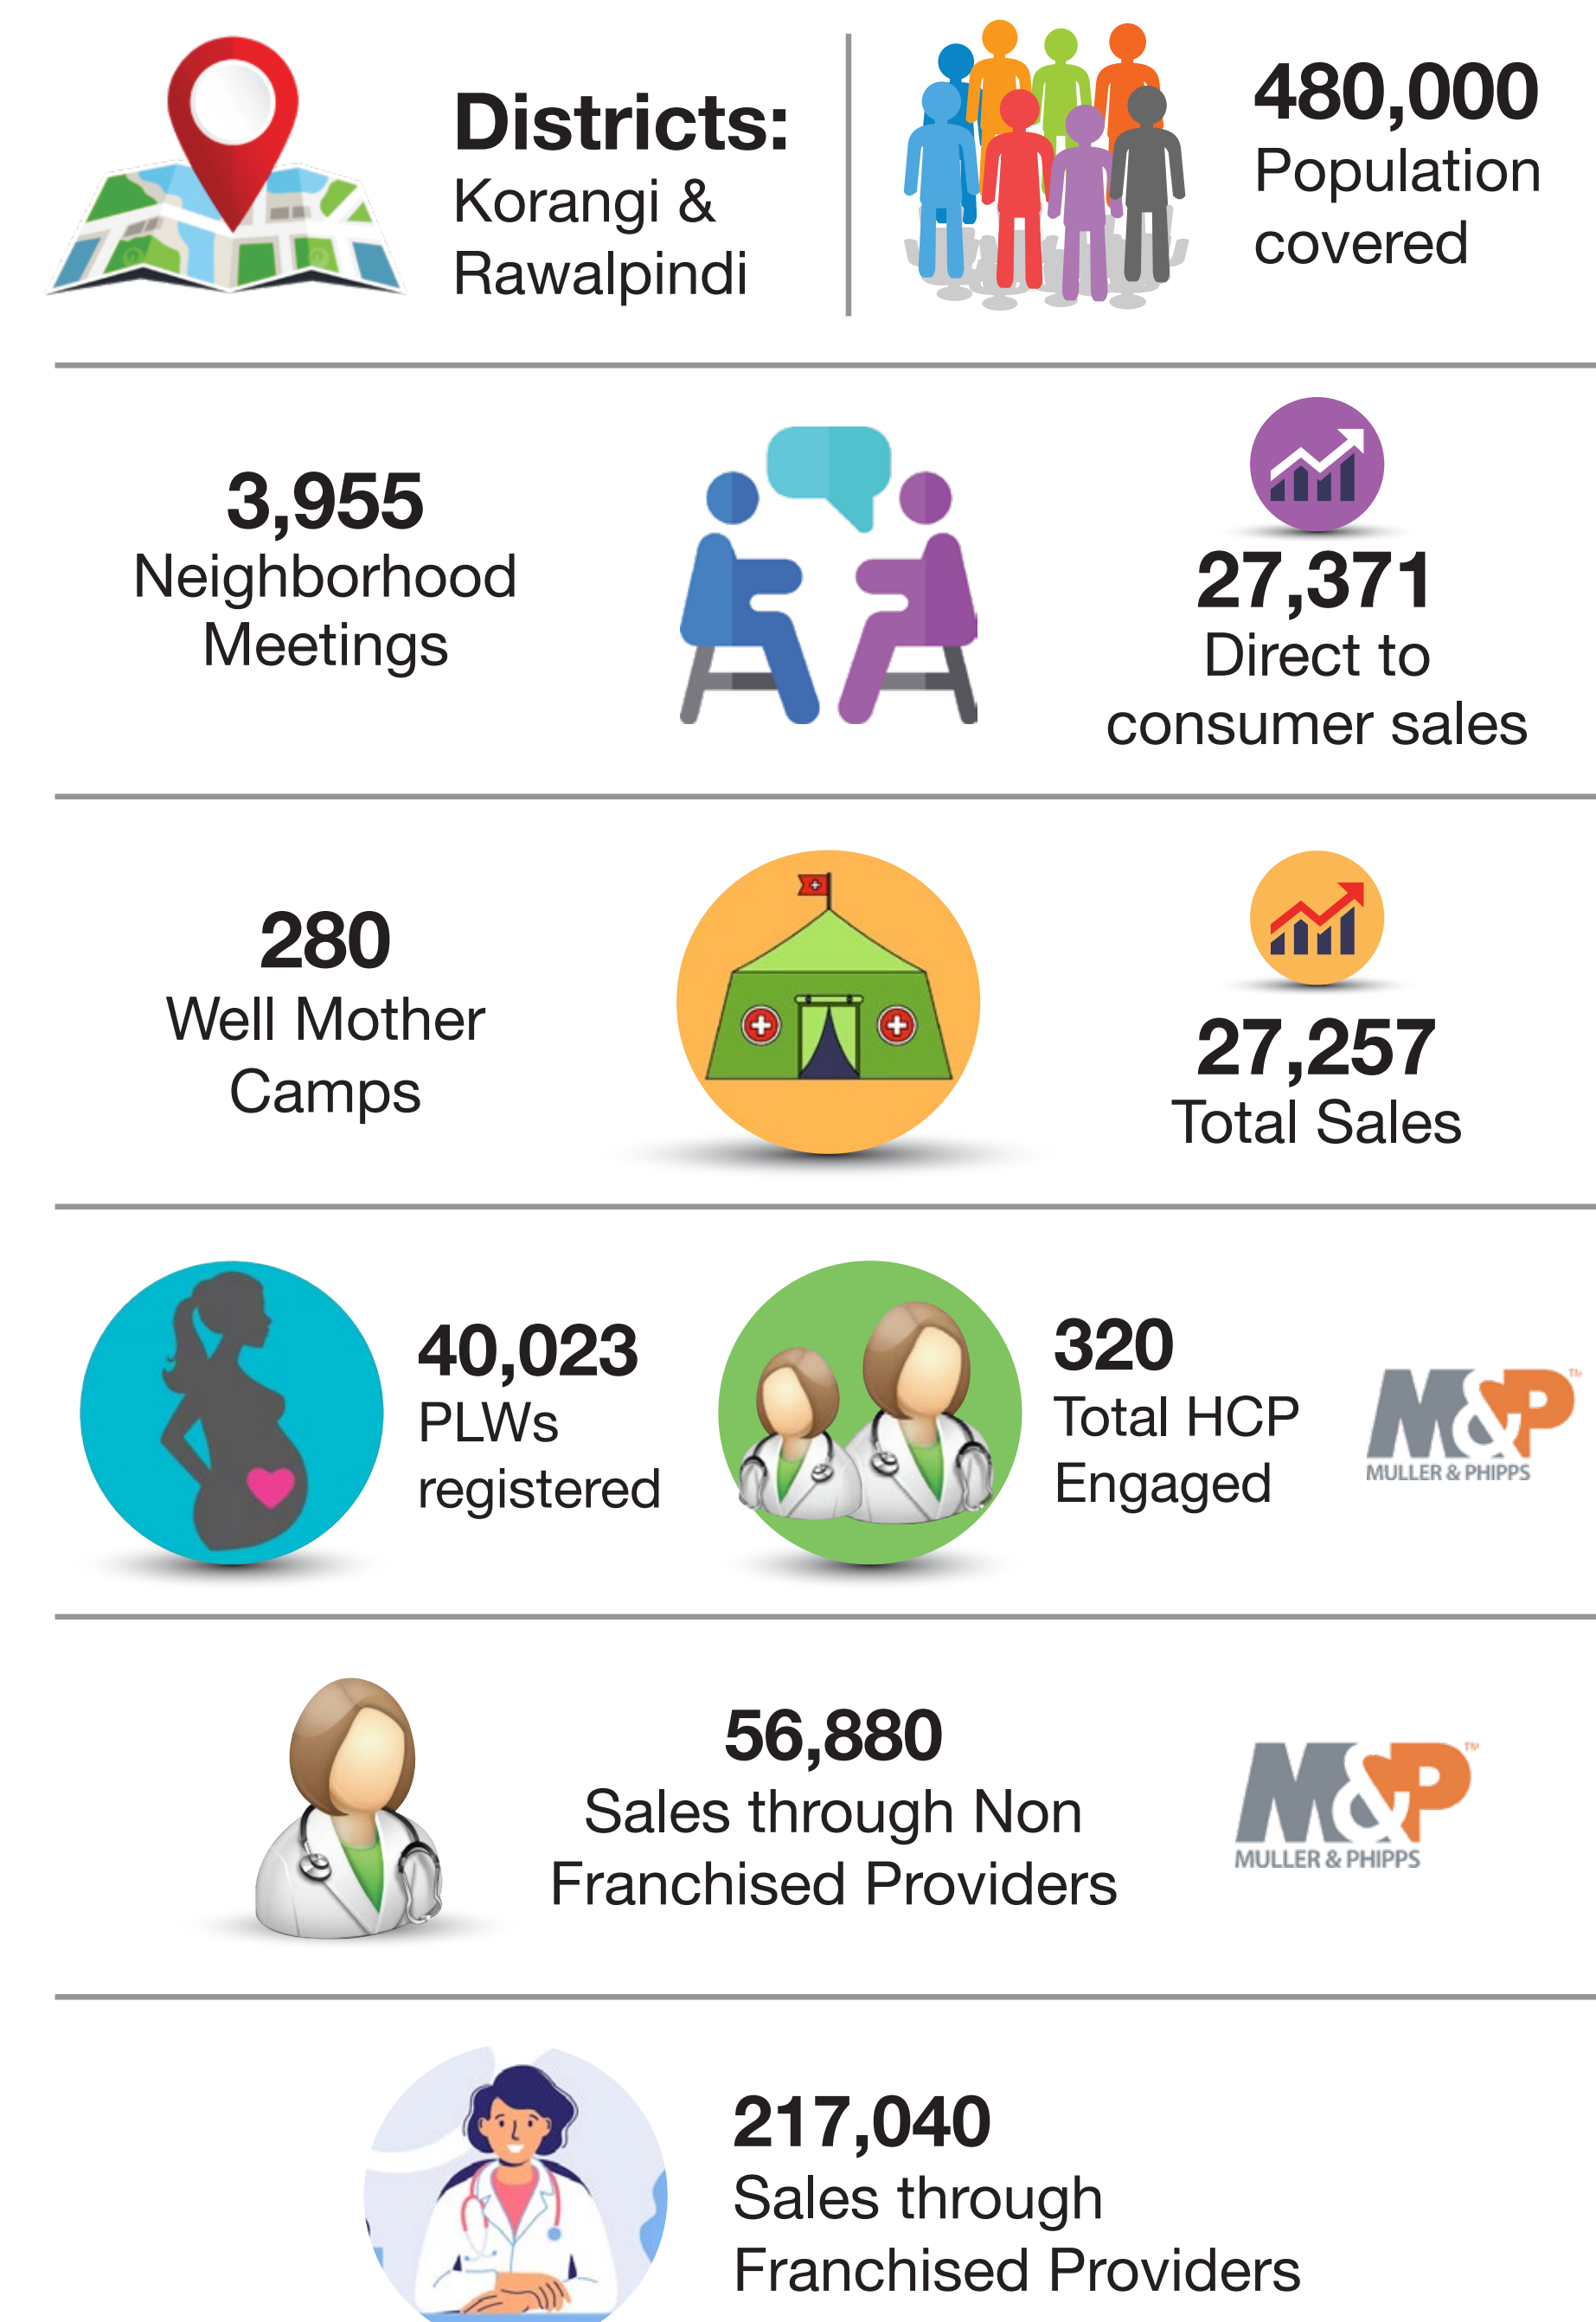 Districts:
Korangi &
Rawalpindi
480,000
Population
covered
3,955
Neighborhood
Meetings
27,371
Direct to
consumer sales
280
Well Mother
Camps
27,257
Total Sales
40,023
PLWs
registered
320
Total HCP
Engaged
M&P™
MULLER & PHIPPS
56,880
Sales through Non
Franchised Providers
M&P™
MULLER & PHIPPS
217,040
Sales through
Franchised Providers